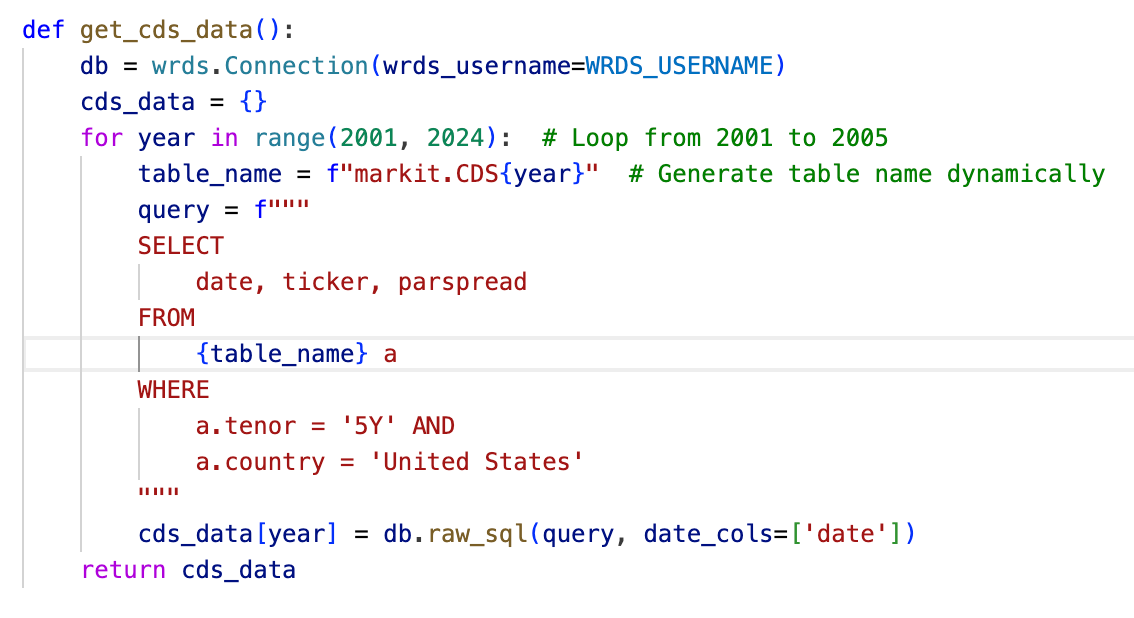 def get_cds_data():
    db = wrds.Connection(wrds_username=WRDS_USERNAME)
    cds_data = {}
    for year in range(2001, 2024):  # Loop from 2001 to 2005
        table_name = f"markit.CDS{year}"  # Generate table name dynamically
        query = f"""
        SELECT
            date, ticker, parspread
        FROM
            {table_name} a
        WHERE
            a.tenor = '5Y' AND
            a.country = 'United States'
        """
        cds_data[year] = db.raw_sql(query, date_cols=['date'])
    return cds_data